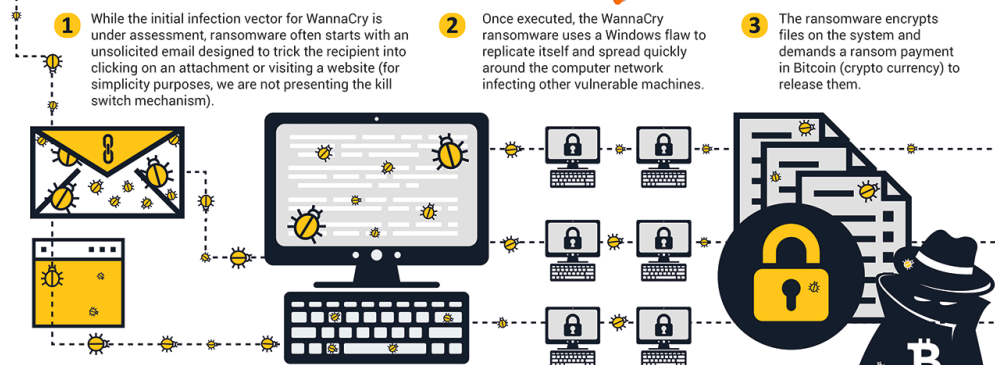 1
While the initial infection vector for WannaCry is
under assessment, ransomware often starts with an
unsolicited email designed to trick the recipient into
clicking on an attachment or visiting a website (for
simplicity purposes, we are not presenting the kill
switch mechanism).
2
Once executed, the WannaCry
ransomware uses a Windows flaw to
replicate itself and spread quickly
around the computer network
infecting other vulnerable machines.
3
The ransomware encrypts
files on the system and
demands a ransom payment
in Bitcoin (crypto currency) to
release them.